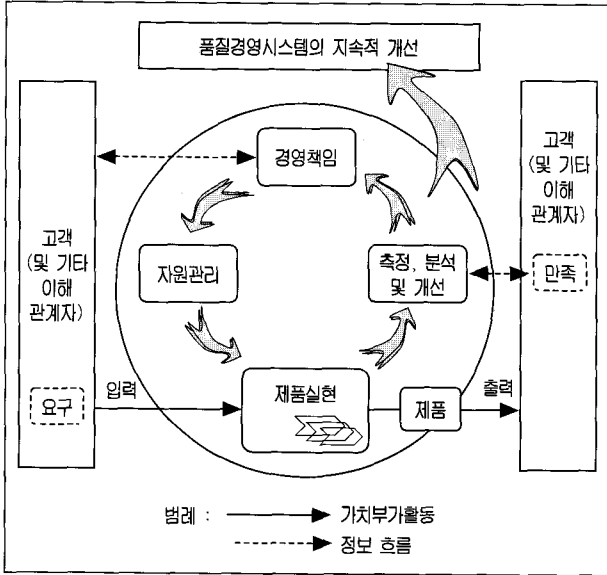 품질경영시스템의 지속적 개선
고객
(및 기타
이해
관계자)
요구
경영책임
자원관리
측정, 분석
및 개선
제품실현
제품
입력
출력
고객
(및 기타
이해
관계자)
만족
범례 :
가치부가활동
정보 흐름